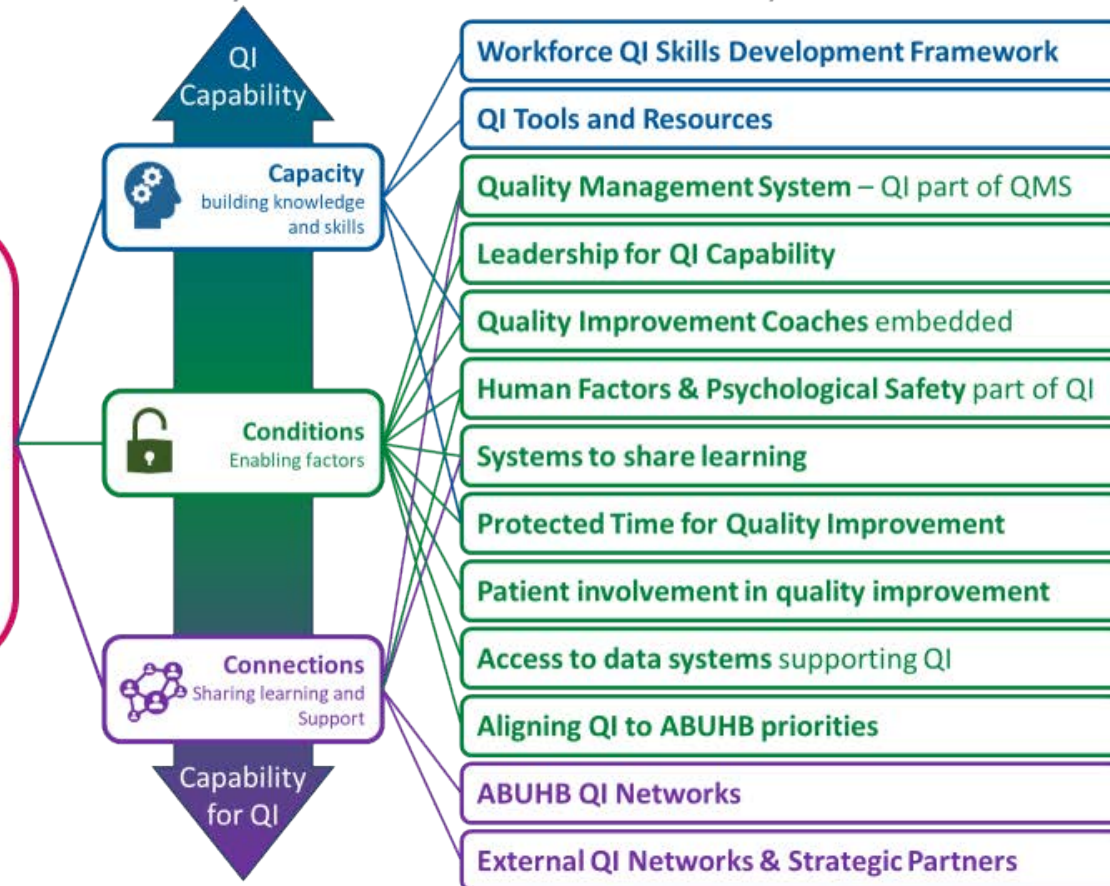 QI
Capability
Capacity
building knowledge
and skills
Conditions
Enabling factors
Connections
Sharing learning and
Support
Capability
for QI
Workforce QI Skills Development Framework
QI Tools and Resources
Quality Management System – QI part of QMS
Leadership for QI Capability
Quality Improvement Coaches embedded
Human Factors & Psychological Safety part of QI
Systems to share learning
Protected Time for Quality Improvement
Patient involvement in quality improvement
Access to data systems supporting QI
Aligning QI to ABUHB priorities
ABUHB QI Networks
External QI Networks & Strategic Partners